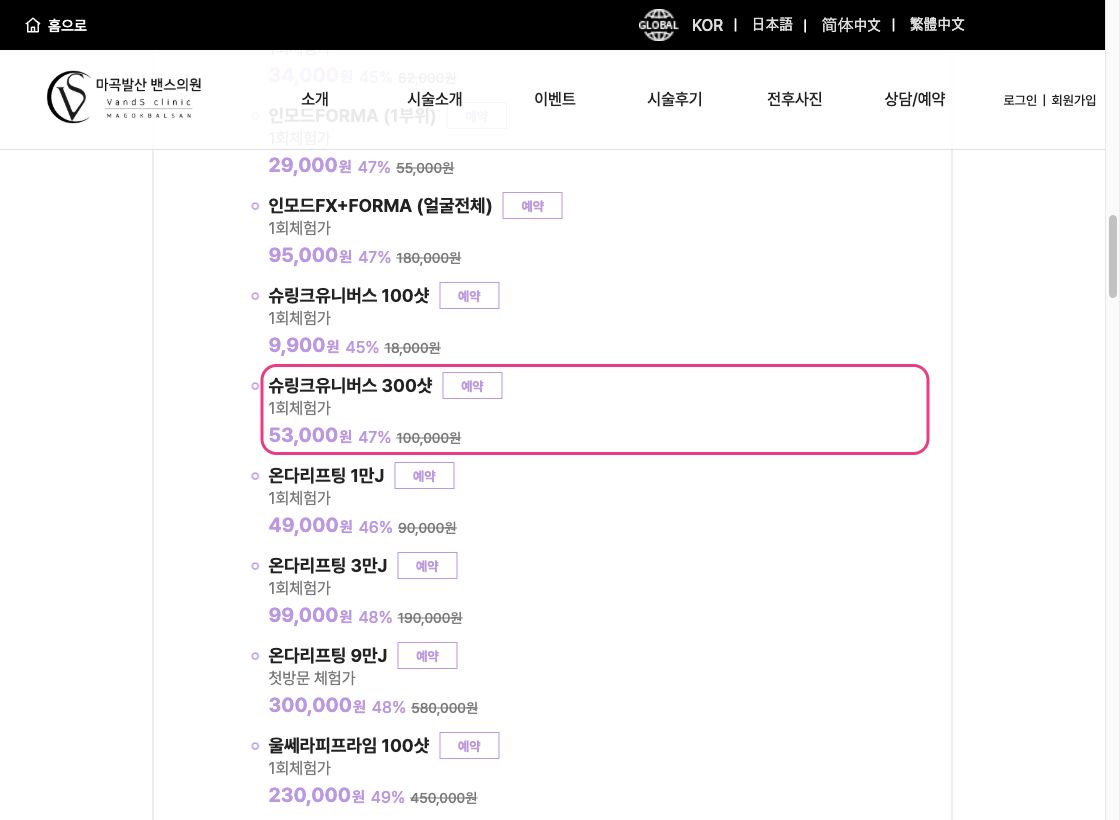 홈으로
GLOBAL KOR | 日本語 | 简体中文 | 繁體中文
마곡발산 밴스의원
VandS clinic
MAGOKBALSAN
소개 시술소개 이벤트 시술후기 전후사진 상담/예약 로그인 | 회원가입
34,000원 45% 62,000원
인모드FORMA (1부위) 예약
1회체험가
29,000원 47% 55,000원
인모드FX+FORMA (얼굴전체) 예약
1회체험가
95,000원 47% 180,000원
슈링크유니버스 100샷 예약
1회체험가
9,900원 45% 18,000원
슈링크유니버스 300샷 예약
1회체험가
53,000원 47% 100,000원
온다리프팅 1만J 예약
1회체험가
49,000원 46% 90,000원
온다리프팅 3만J 예약
1회체험가
99,000원 48% 190,000원
온다리프팅 9만J 예약
첫방문 체험가
300,000원 48% 580,000원
울쎄라피프라임 100샷 예약
1회체험가
230,000원 49% 450,000원